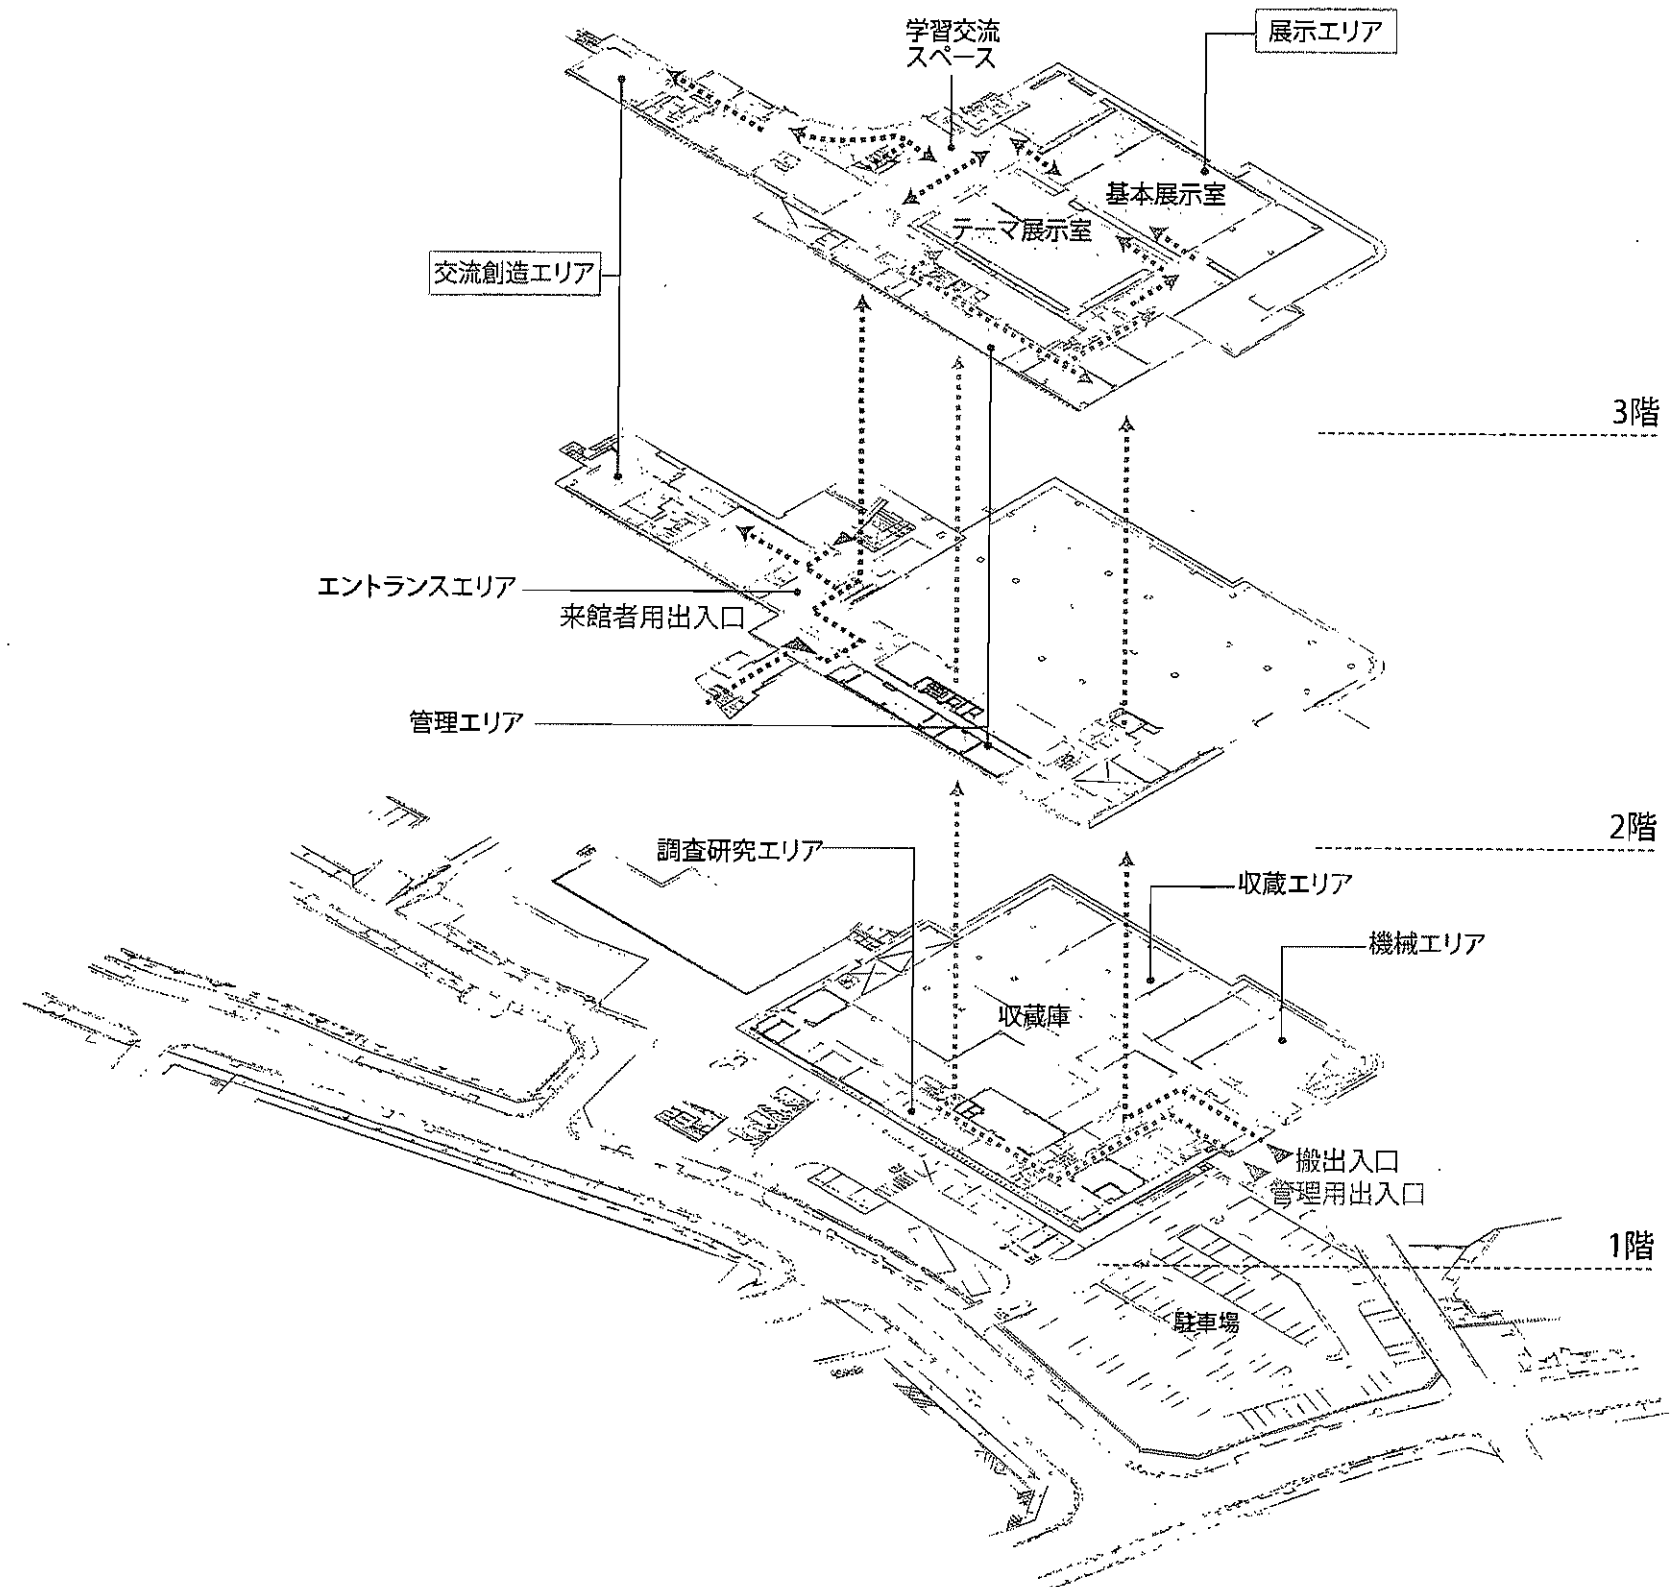 学習交流
スペース
展示エリア
基本展示室
テーマ展示室
交流創造エリア
3階
エントランスエリア
来館者用出入口
管理エリア
2階
調査研究エリア
収蔵エリア
機械エリア
収蔵庫
搬出入口
管理用出入口
1階
駐車場